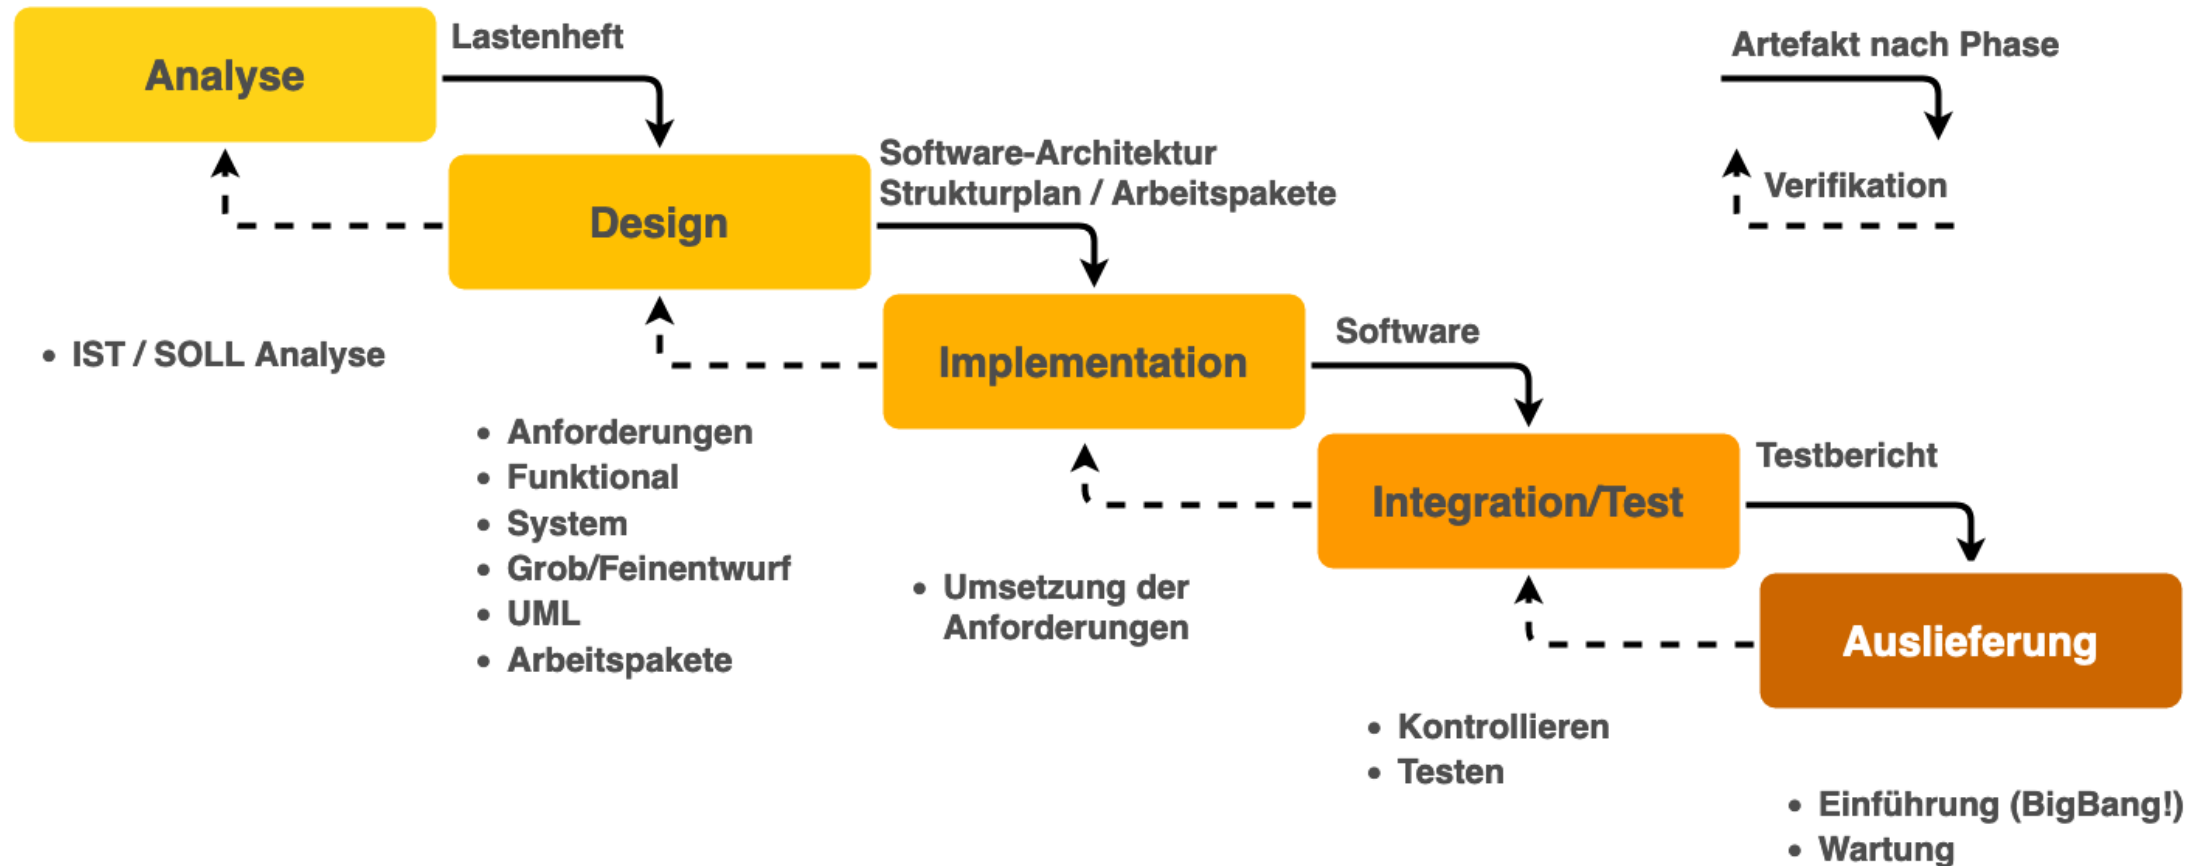 Analyse
Lastenheft
Artefakt nach Phase
Software-Architektur
Strukturplan / Arbeitspakete
Verifikation
Design
• IST / SOLL Analyse
Implementation
Software
• Anforderungen
• Funktional
• System
• Grob/Feinentwurf
• UML
• Arbeitspakete
Integration/Test
Testbericht
• Umsetzung der
Anforderungen
Auslieferung
• Kontrollieren
• Testen
• Einführung (BigBang!)
• Wartung